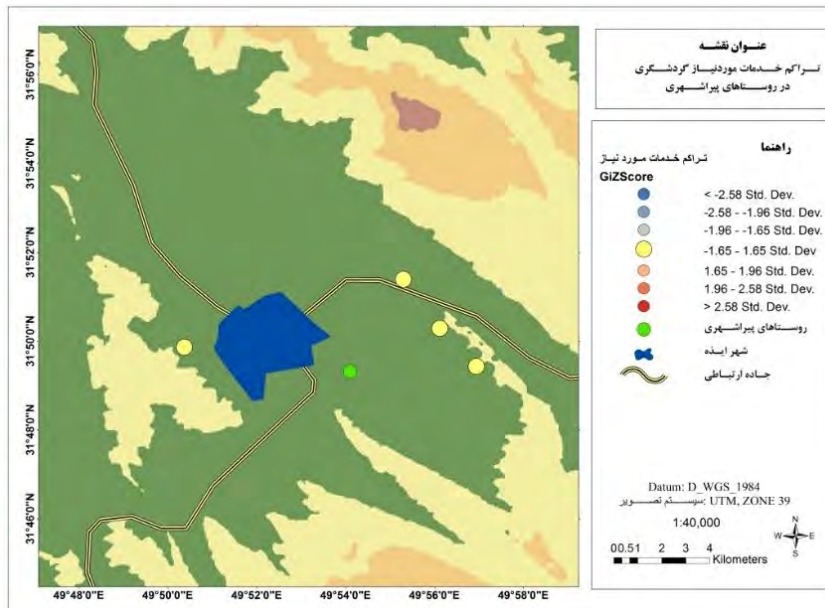 عنوان نقشه
تراکم خدمات موردنیاز گردشگری
در روستاهای پیراشهری
راهنما
تراکم خدمات مورد نیاز
GiZScore
< -2.58 Std. Dev.
-2.58 - -1.96 Std. Dev.
-1.96 - -1.65 Std. Dev.
-1.65 - 1.65 Std. Dev
1.65 - 1.96 Std. Dev.
1.96 - 2.58 Std. Dev.
> 2.58 Std. Dev.
روستاهای پیراشهری
شهر ایذه
جاده ارتباطی
Datum: D_WGS_1984
سیستم تصویر: UTM, ZONE 39
1:40,000
N
W E
S
00.51 2 3 4
Kilometers
31°56'0"N
31°54'0"N
31°52'0"N
31°50'0"N
31°48'0"N
31°46'0"N
49°48'0"E 49°50'0"E 49°52'0"E 49°54'0"E 49°56'0"E 49°58'0"E